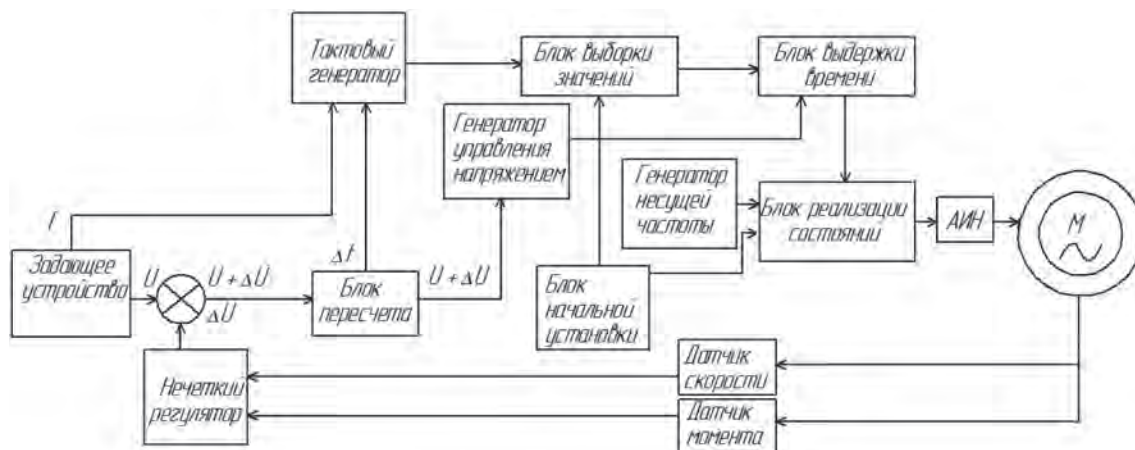 Тактовый
генератор
Блок выборки
значений
Блок выдержки
времени
Генератор
управления
напряжением
Генератор
несущей
частоты
Блок реализации
состояний
АИН
М
f
Задающее
устройство
U
U + ΔU
ΔU
Δf
Блок
пересчета
U + ΔU
Блок
начальной
установки
Нечеткий
регулятор
Датчик
скорости
Датчик
момента